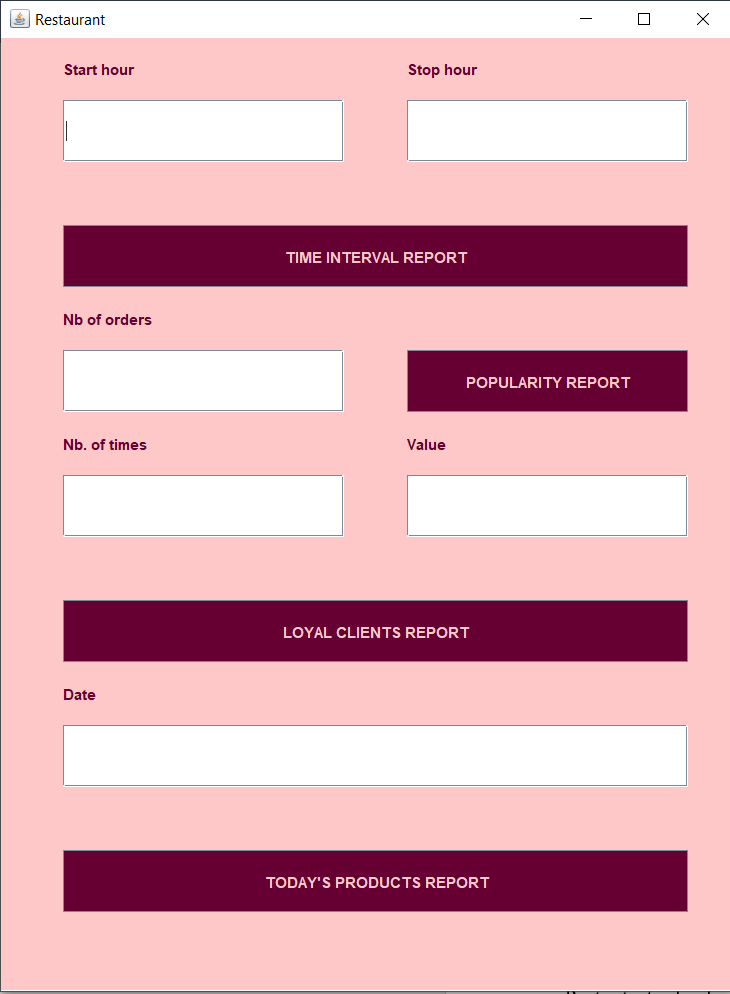 Restaurant
Start hour
Stop hour
TIME INTERVAL REPORT
Nb of orders
POPULARITY REPORT
Nb. of times
Value
LOYAL CLIENTS REPORT
Date
TODAY'S PRODUCTS REPORT